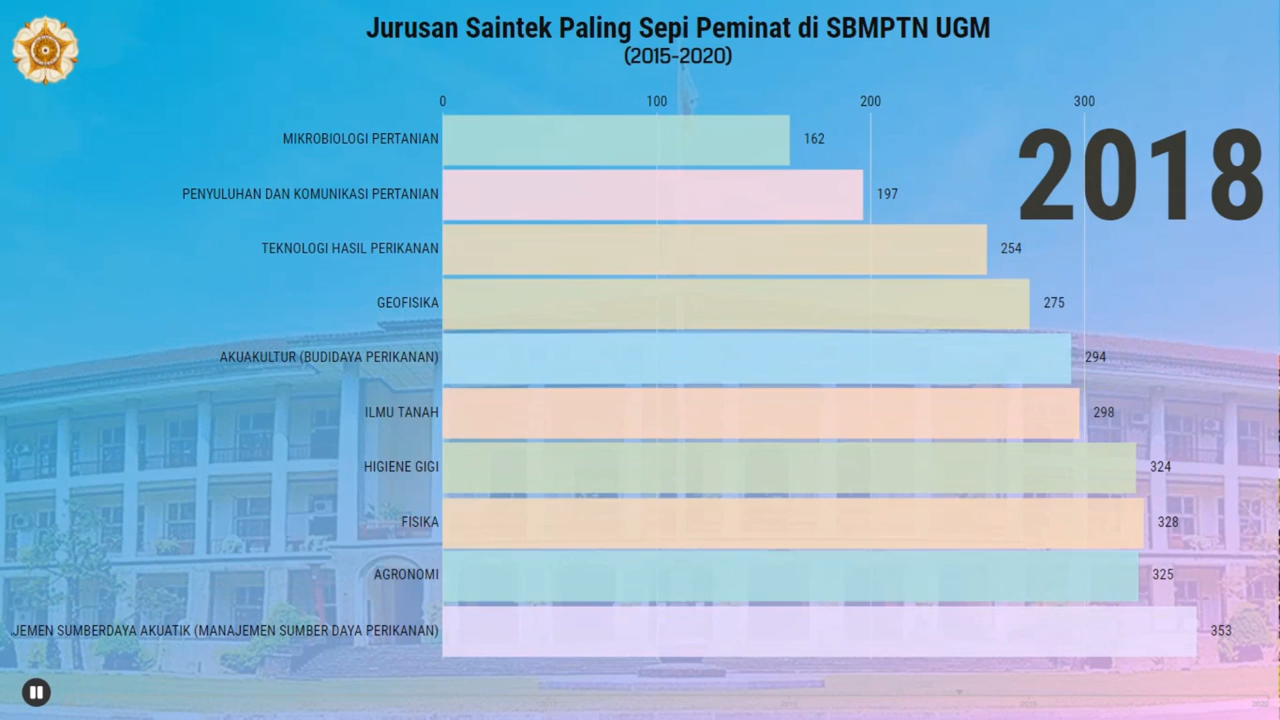 Jurusan Saintek Paling Sepi Peminat di SBMPTN UGM
(2015-2020)
0 100 200 300
2018
MIKROBIOLOGI PERTANIAN 162
PENYULUHAN DAN KOMUNIKASI PERTANIAN 197
TEKNOLOGI HASIL PERIKANAN 254
GEOFISIKA 275
AKUAKULTUR (BUDIDAYA PERIKANAN) 294
ILMU TANAH 298
HIGIENE GIGI 324
FISIKA 328
AGRONOMI 325
JEMEN SUMBERDAYA AKUATIK (MANAJEMEN SUMBER DAYA PERIKANAN) 353